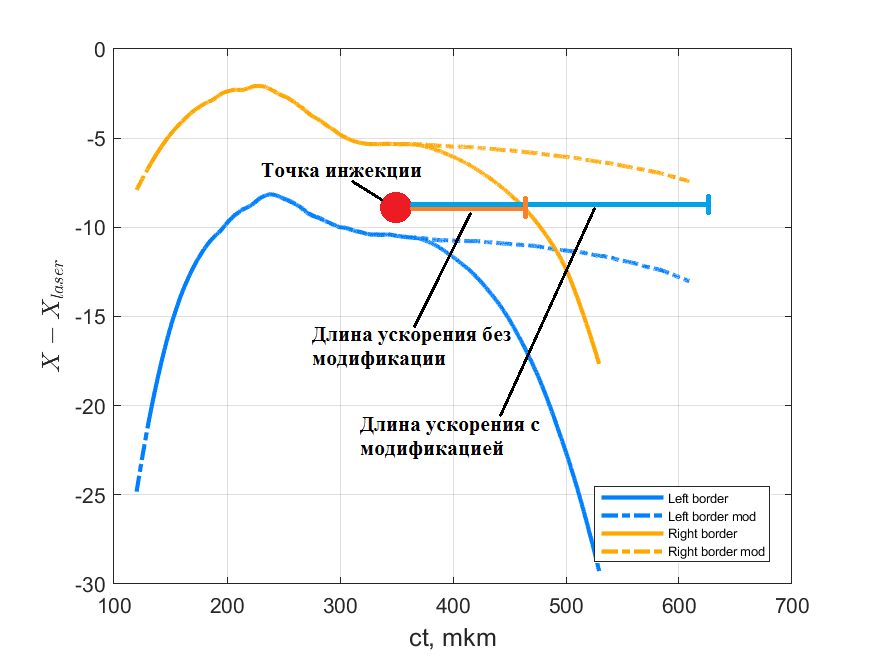 0
-5
-10
-15
-20
-25
-30
X − X_laser
Точка инжекции
Длина ускорения без
модификации
Длина ускорения с
модификацией
Left border
Left border mod
Right border
Right border mod
100 200 300 400 500 600 700
ct, mkm